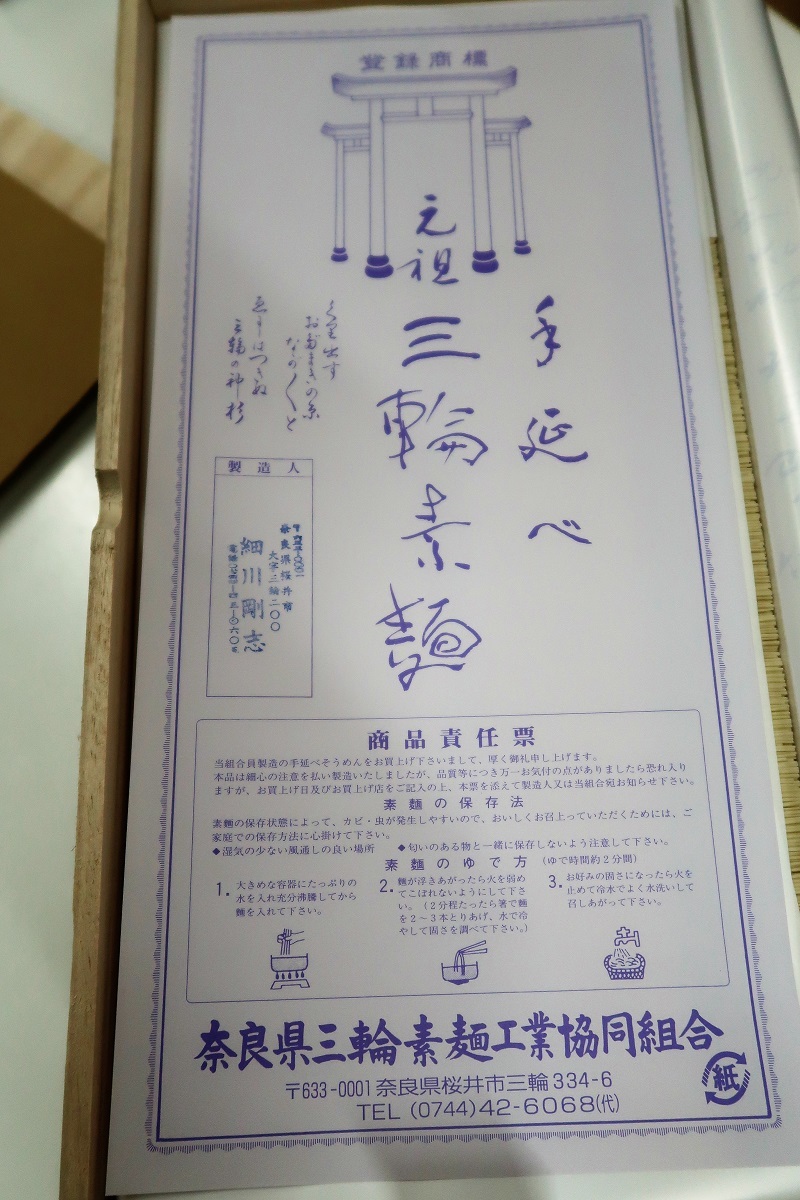 登録商標
元祖
手延べ
三輪素麺
くり出す
おだまきの糸
なが〳〵と
三輪の神杉
製造人
奈良県桜井市
大字三輪二〇〇
細川剛志
商品責任票
当組合員製造の手延べそうめんをお買上げ下さいまして、厚く御礼申し上げます。
本品は細心の注意を払い製造いたしましたが、品質等につき万一お気付の点がありましたら恐れ入り
ますが、お買上げ日及びお買上げ店をご記入の上、本票を添えて製造人又は当組合宛お知らせ下さい。
素麺の保存法
素麺の保存状態によって、カビ・虫が発生しやすいので、おいしくお召上っていただくためには、ご
家庭での保存方法に心掛けて下さい。
◆湿気の少ない風通しの良い場所 ◆匂いのある物と一緒に保存しないよう注意して下さい。
素麺のゆで方 (ゆで時間約2分間)
1. 大きめな容器にたっぷりの
水を入れ充分沸騰してから
麺を入れて下さい。
2. 麺が浮きあがったら火を弱め
てこぼれないようにして下さ
い。(2分程たったら箸で麺
を2〜3本とりあげ、水で冷
やして固さを調べて下さい。)
3. お好みの固さになったら火を
止めて冷水でよく水洗いして
召しあがって下さい。
奈良県三輪素麺工業協同組合
〒633-0001 奈良県桜井市三輪334-6
TEL (0744)42-6068(代)
紙